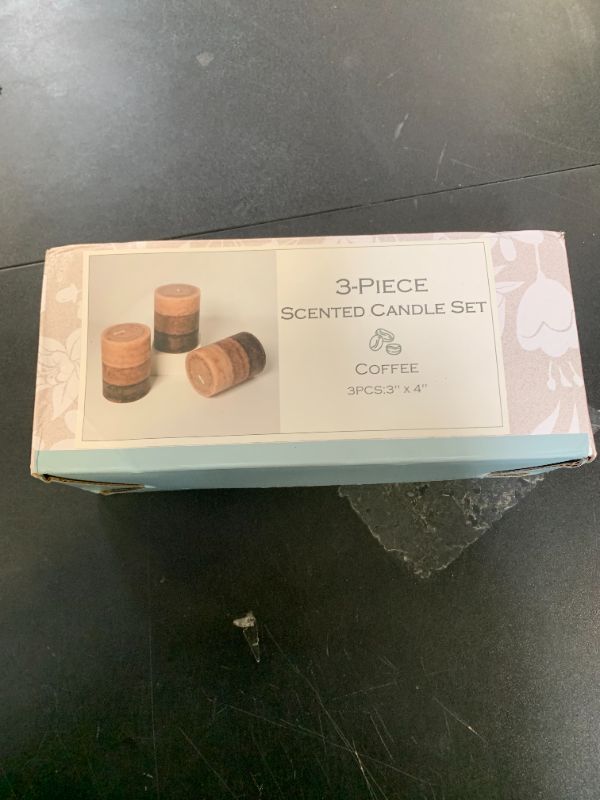 3-Piece
Scented Candle Set
Coffee
3PCS:3" x 4"